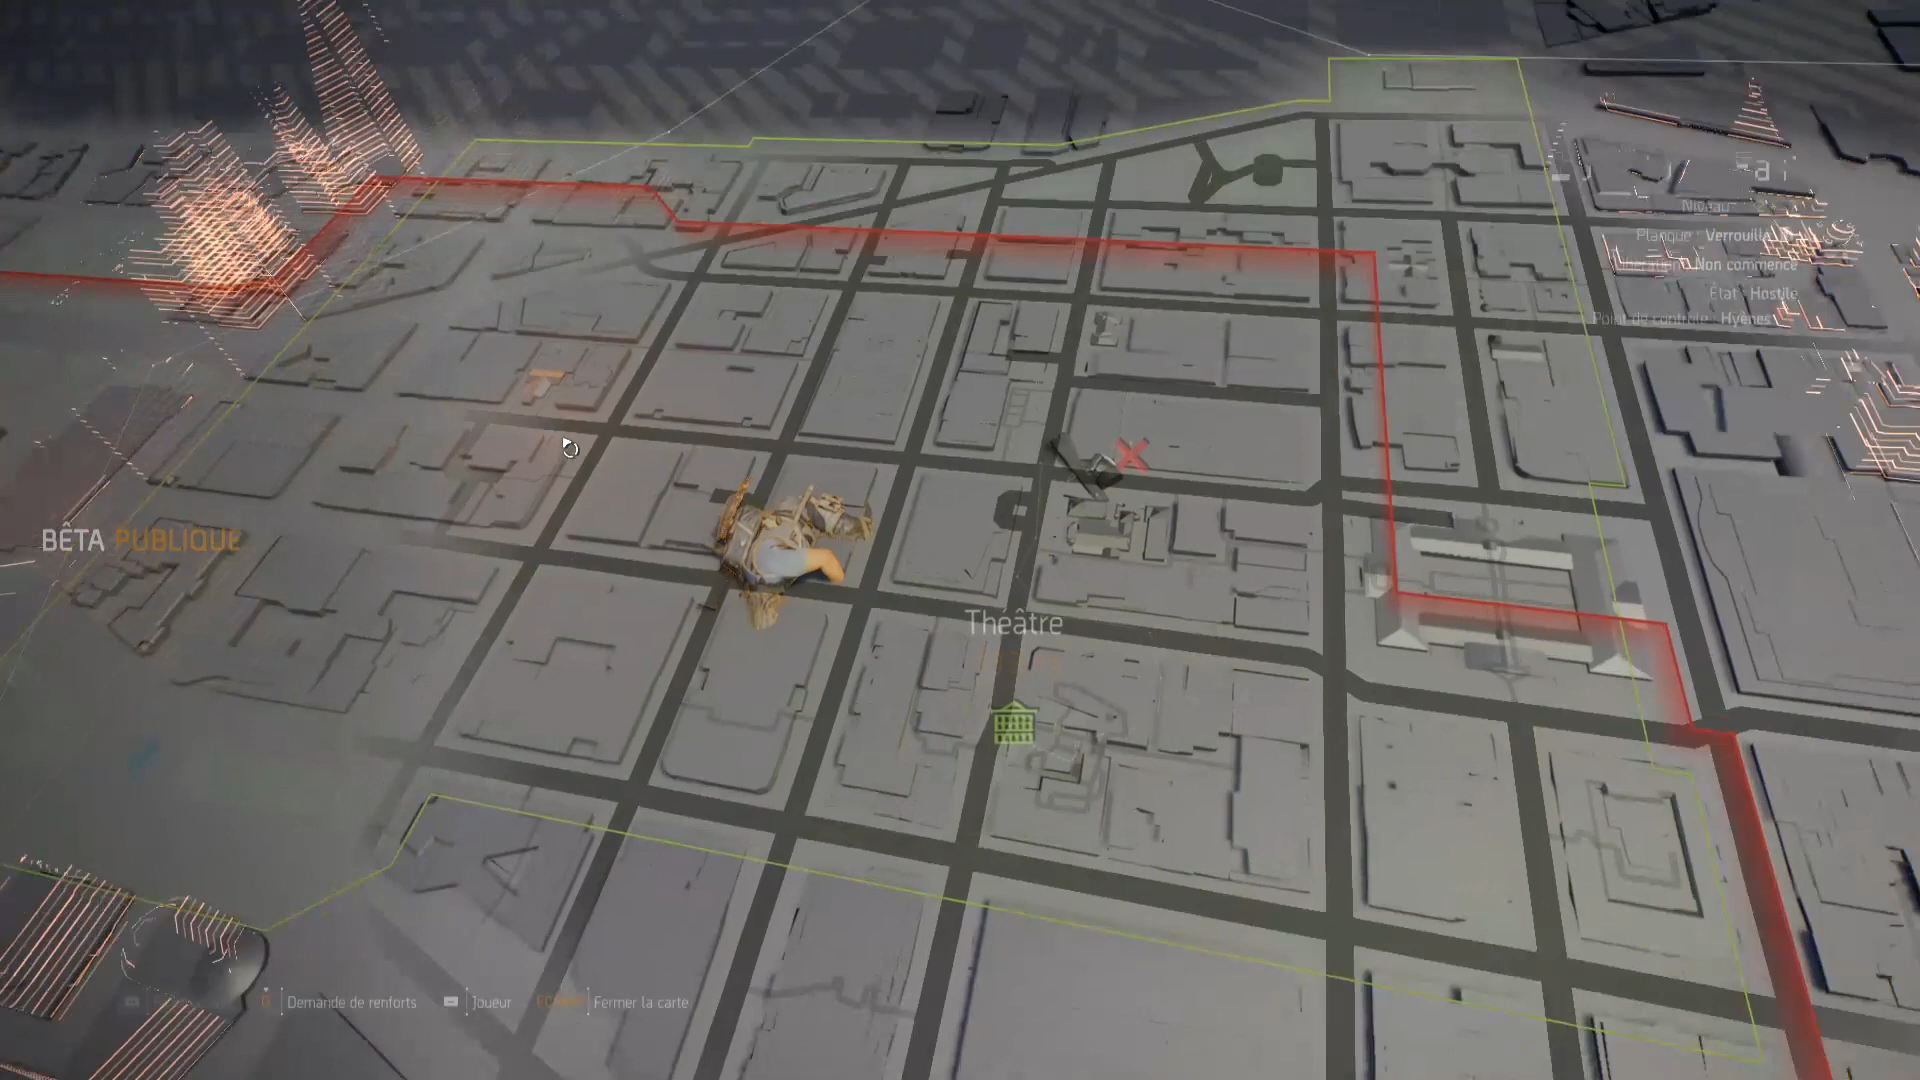 Niveau
Planque : Verrouillé
Non commencé
État : Hostile
Point de contrôle : Hyènes
BÊTA PUBLIQUE
Théâtre
G Demande de renforts
Joueur
Fermer la carte